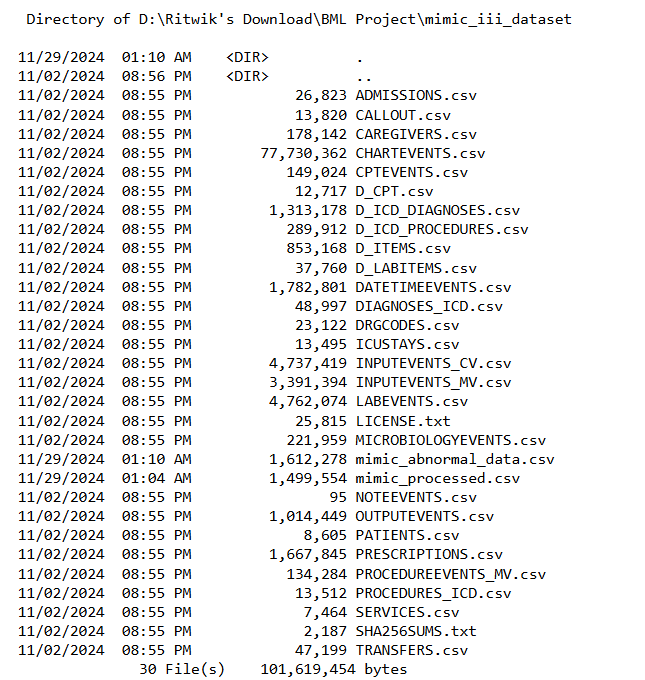 Directory of D:\Ritwik's Download\BML Project\mimic_iii_dataset
11/29/2024  01:10 AM    <DIR>          .
11/02/2024  08:56 PM    <DIR>          ..
11/02/2024  08:55 PM            26,823 ADMISSIONS.csv
11/02/2024  08:55 PM            13,820 CALLOUT.csv
11/02/2024  08:55 PM           178,142 CAREGIVERS.csv
11/02/2024  08:55 PM        77,730,362 CHARTEVENTS.csv
11/02/2024  08:55 PM           149,024 CPTEVENTS.csv
11/02/2024  08:55 PM            12,717 D_CPT.csv
11/02/2024  08:55 PM         1,313,178 D_ICD_DIAGNOSES.csv
11/02/2024  08:55 PM           289,912 D_ICD_PROCEDURES.csv
11/02/2024  08:55 PM           853,168 D_ITEMS.csv
11/02/2024  08:55 PM            37,760 D_LABITEMS.csv
11/02/2024  08:55 PM         1,782,801 DATETIMEEVENTS.csv
11/02/2024  08:55 PM            48,997 DIAGNOSES_ICD.csv
11/02/2024  08:55 PM            23,122 DRGCODES.csv
11/02/2024  08:55 PM            13,495 ICUSTAYS.csv
11/02/2024  08:55 PM         4,737,419 INPUTEVENTS_CV.csv
11/02/2024  08:55 PM         3,391,394 INPUTEVENTS_MV.csv
11/02/2024  08:55 PM         4,762,074 LABEVENTS.csv
11/02/2024  08:55 PM            25,815 LICENSE.txt
11/02/2024  08:55 PM           221,959 MICROBIOLOGYEVENTS.csv
11/29/2024  01:10 AM         1,612,278 mimic_abnormal_data.csv
11/29/2024  01:04 AM         1,499,554 mimic_processed.csv
11/02/2024  08:55 PM                95 NOTEEVENTS.csv
11/02/2024  08:55 PM         1,014,449 OUTPUTEVENTS.csv
11/02/2024  08:55 PM             8,605 PATIENTS.csv
11/02/2024  08:55 PM         1,667,845 PRESCRIPTIONS.csv
11/02/2024  08:55 PM           134,284 PROCEDUREEVENTS_MV.csv
11/02/2024  08:55 PM            13,512 PROCEDURES_ICD.csv
11/02/2024  08:55 PM             7,464 SERVICES.csv
11/02/2024  08:55 PM             2,187 SHA256SUMS.txt
11/02/2024  08:55 PM            47,199 TRANSFERS.csv
30 File(s)    101,619,454 bytes